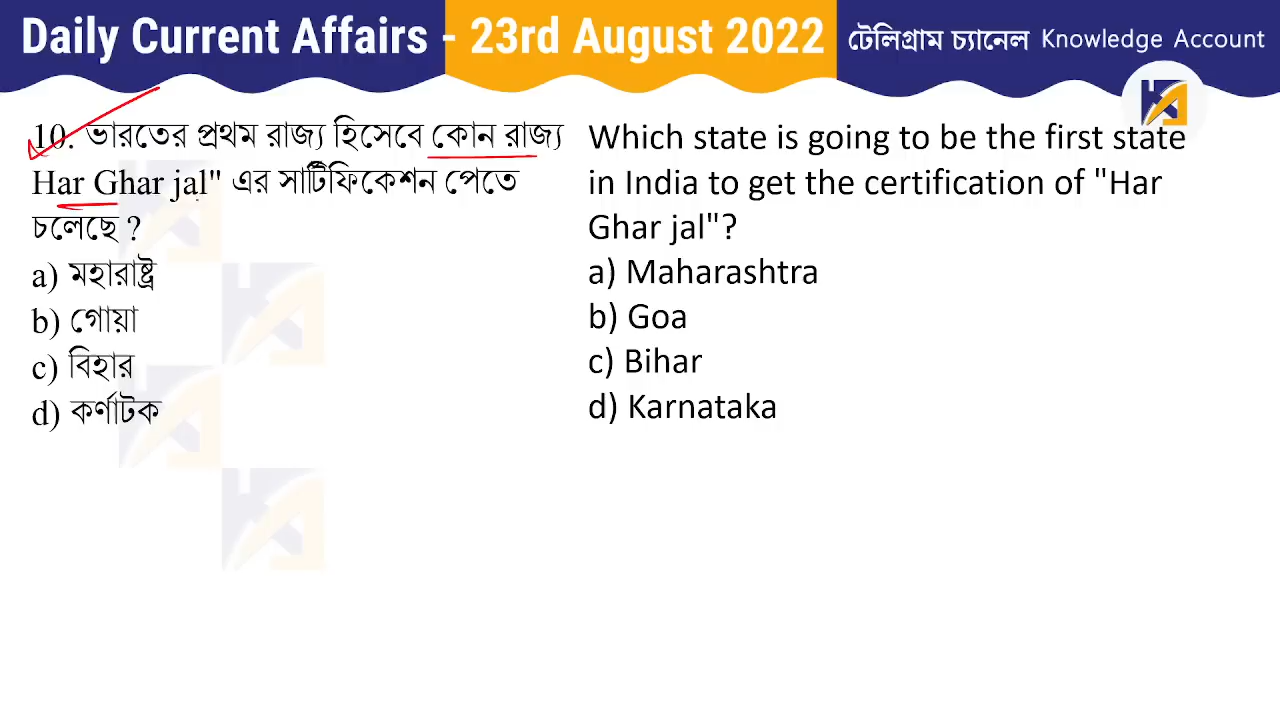 Daily Current Affairs - 23rd August 2022
টেলিগ্রাম চ্যানেল Knowledge Account
10. ভারতের প্রথম রাজ্য হিসেবে কোন রাজ্য
Har Ghar jal" এর সার্টিফিকেশন পেতে
চলেছে ?
a) মহারাষ্ট্র
b) গোয়া
c) বিহার
d) কর্ণাটক
Which state is going to be the first state
in India to get the certification of "Har
Ghar jal"?
a) Maharashtra
b) Goa
c) Bihar
d) Karnataka